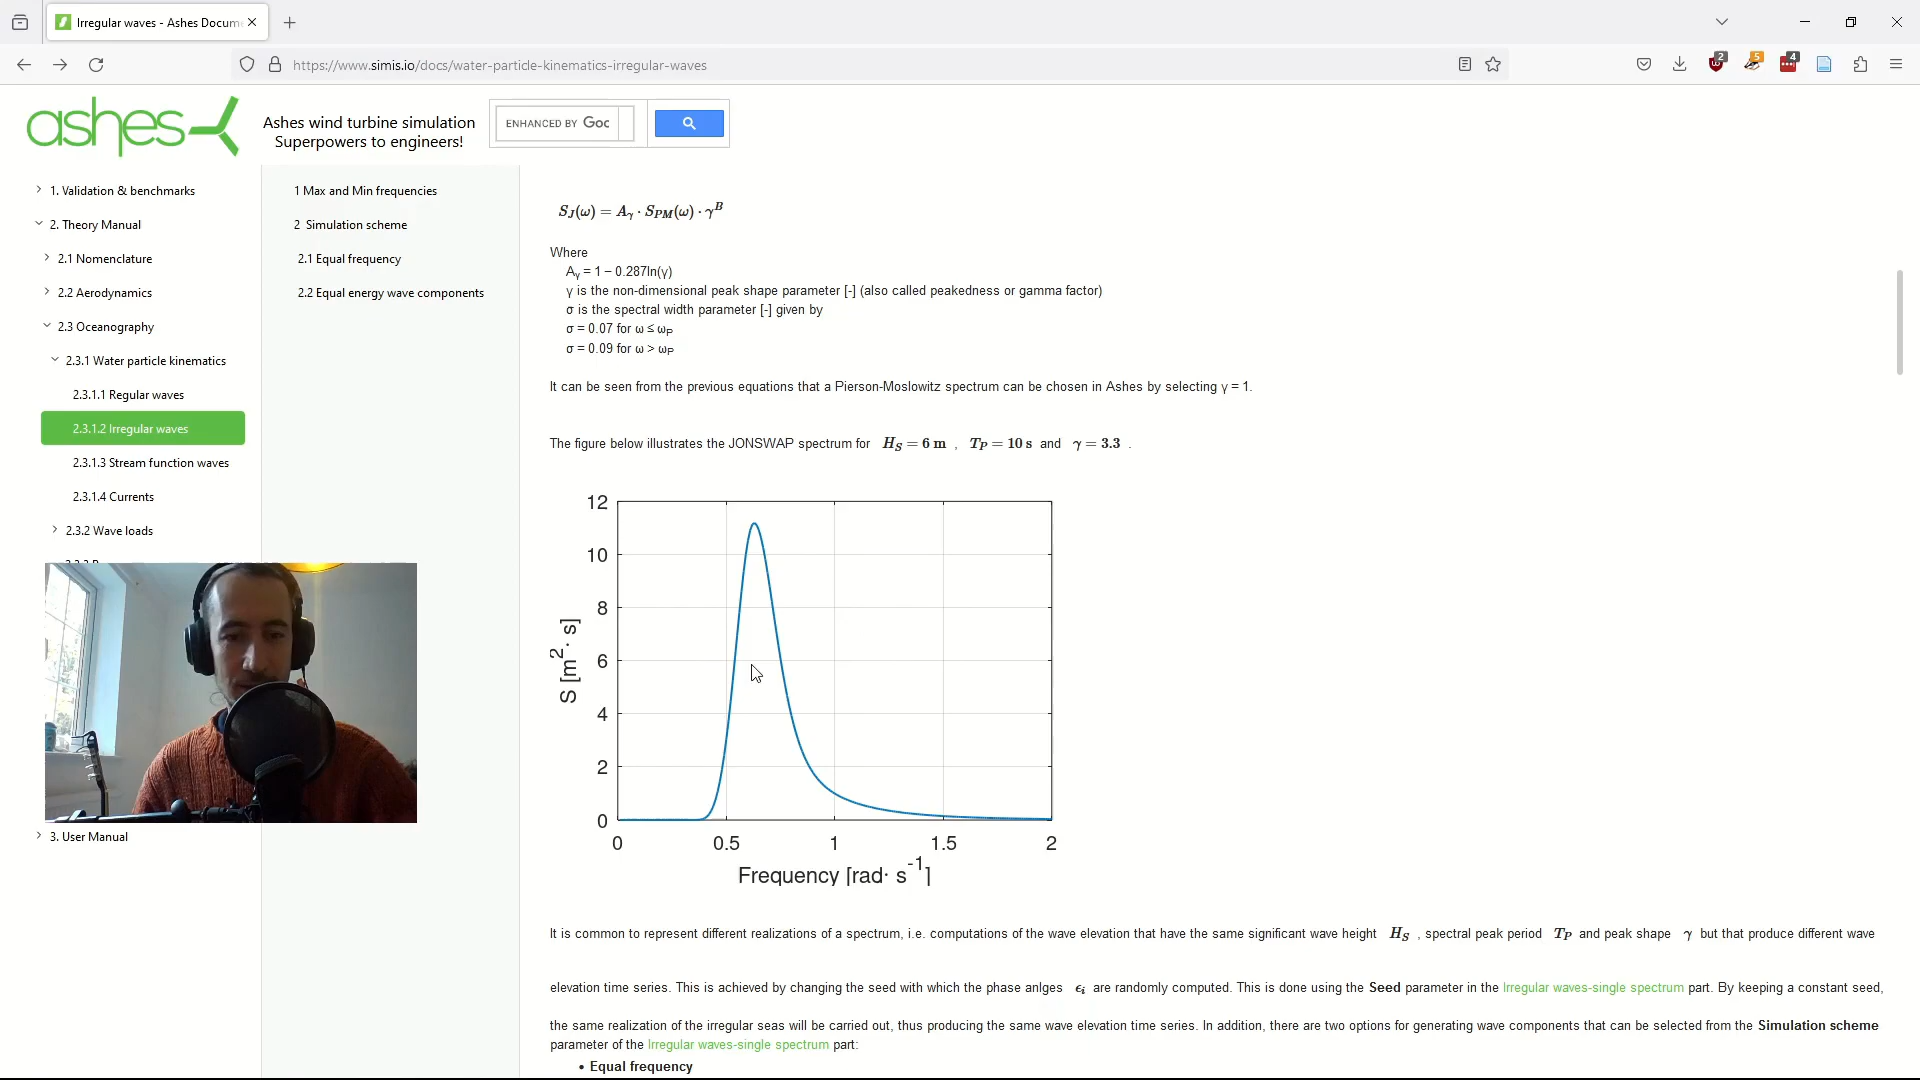 Irregular waves - Ashes Docum
https://www.simis.io/docs/water-particle-kinematics-irregular-waves
2
5
4
ashes
Ashes wind turbine simulation
Superpowers to engineers!
ENHANCED BY Goo
1. Validation & benchmarks
2. Theory Manual
2.1 Nomenclature
2.2 Aerodynamics
2.3 Oceanography
2.3.1 Water particle kinematics
2.3.1.1 Regular waves
2.3.1.2 Irregular waves
2.3.1.3 Stream function waves
2.3.1.4 Currents
2.3.2 Wave loads
3. User Manual
1 Max and Min frequencies
2 Simulation scheme
2.1 Equal frequency
2.2 Equal energy wave components
S_J(ω) = A_γ · S_PM(ω) · γ^B
Where
A_γ = 1 – 0.287ln(γ)
γ is the non-dimensional peak shape parameter [-] (also called peakedness or gamma factor)
σ is the spectral width parameter [-] given by
σ = 0.07 for ω ≤ ω_P
σ = 0.09 for ω > ω_P
It can be seen from the previous equations that a Pierson-Moslowitz spectrum can be chosen in Ashes by selecting γ = 1.
The figure below illustrates the JONSWAP spectrum for H_S = 6 m , T_P = 10 s and γ = 3.3 .
12
10
8
6
4
2
0
S [m²· s]
0 0.5 1 1.5 2
Frequency [rad· s⁻¹]
It is common to represent different realizations of a spectrum, i.e. computations of the wave elevation that have the same significant wave height H_S , spectral peak period T_P and peak shape γ but that produce different wave
elevation time series. This is achieved by changing the seed with which the phase anlges ϵ_i are randomly computed. This is done using the Seed parameter in the Irregular waves-single spectrum part. By keeping a constant seed,
the same realization of the irregular seas will be carried out, thus producing the same wave elevation time series. In addition, there are two options for generating wave components that can be selected from the Simulation scheme
parameter of the Irregular waves-single spectrum part:
• Equal frequency